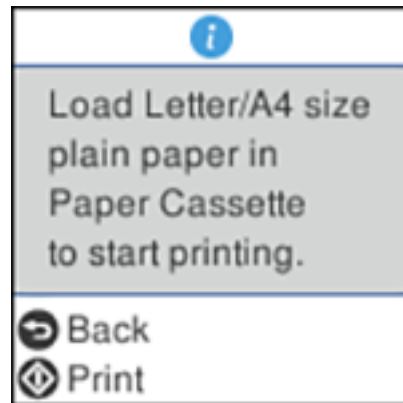 Load Letter/A4 size
plain paper in
Paper Cassette
to start printing.
Back
Print